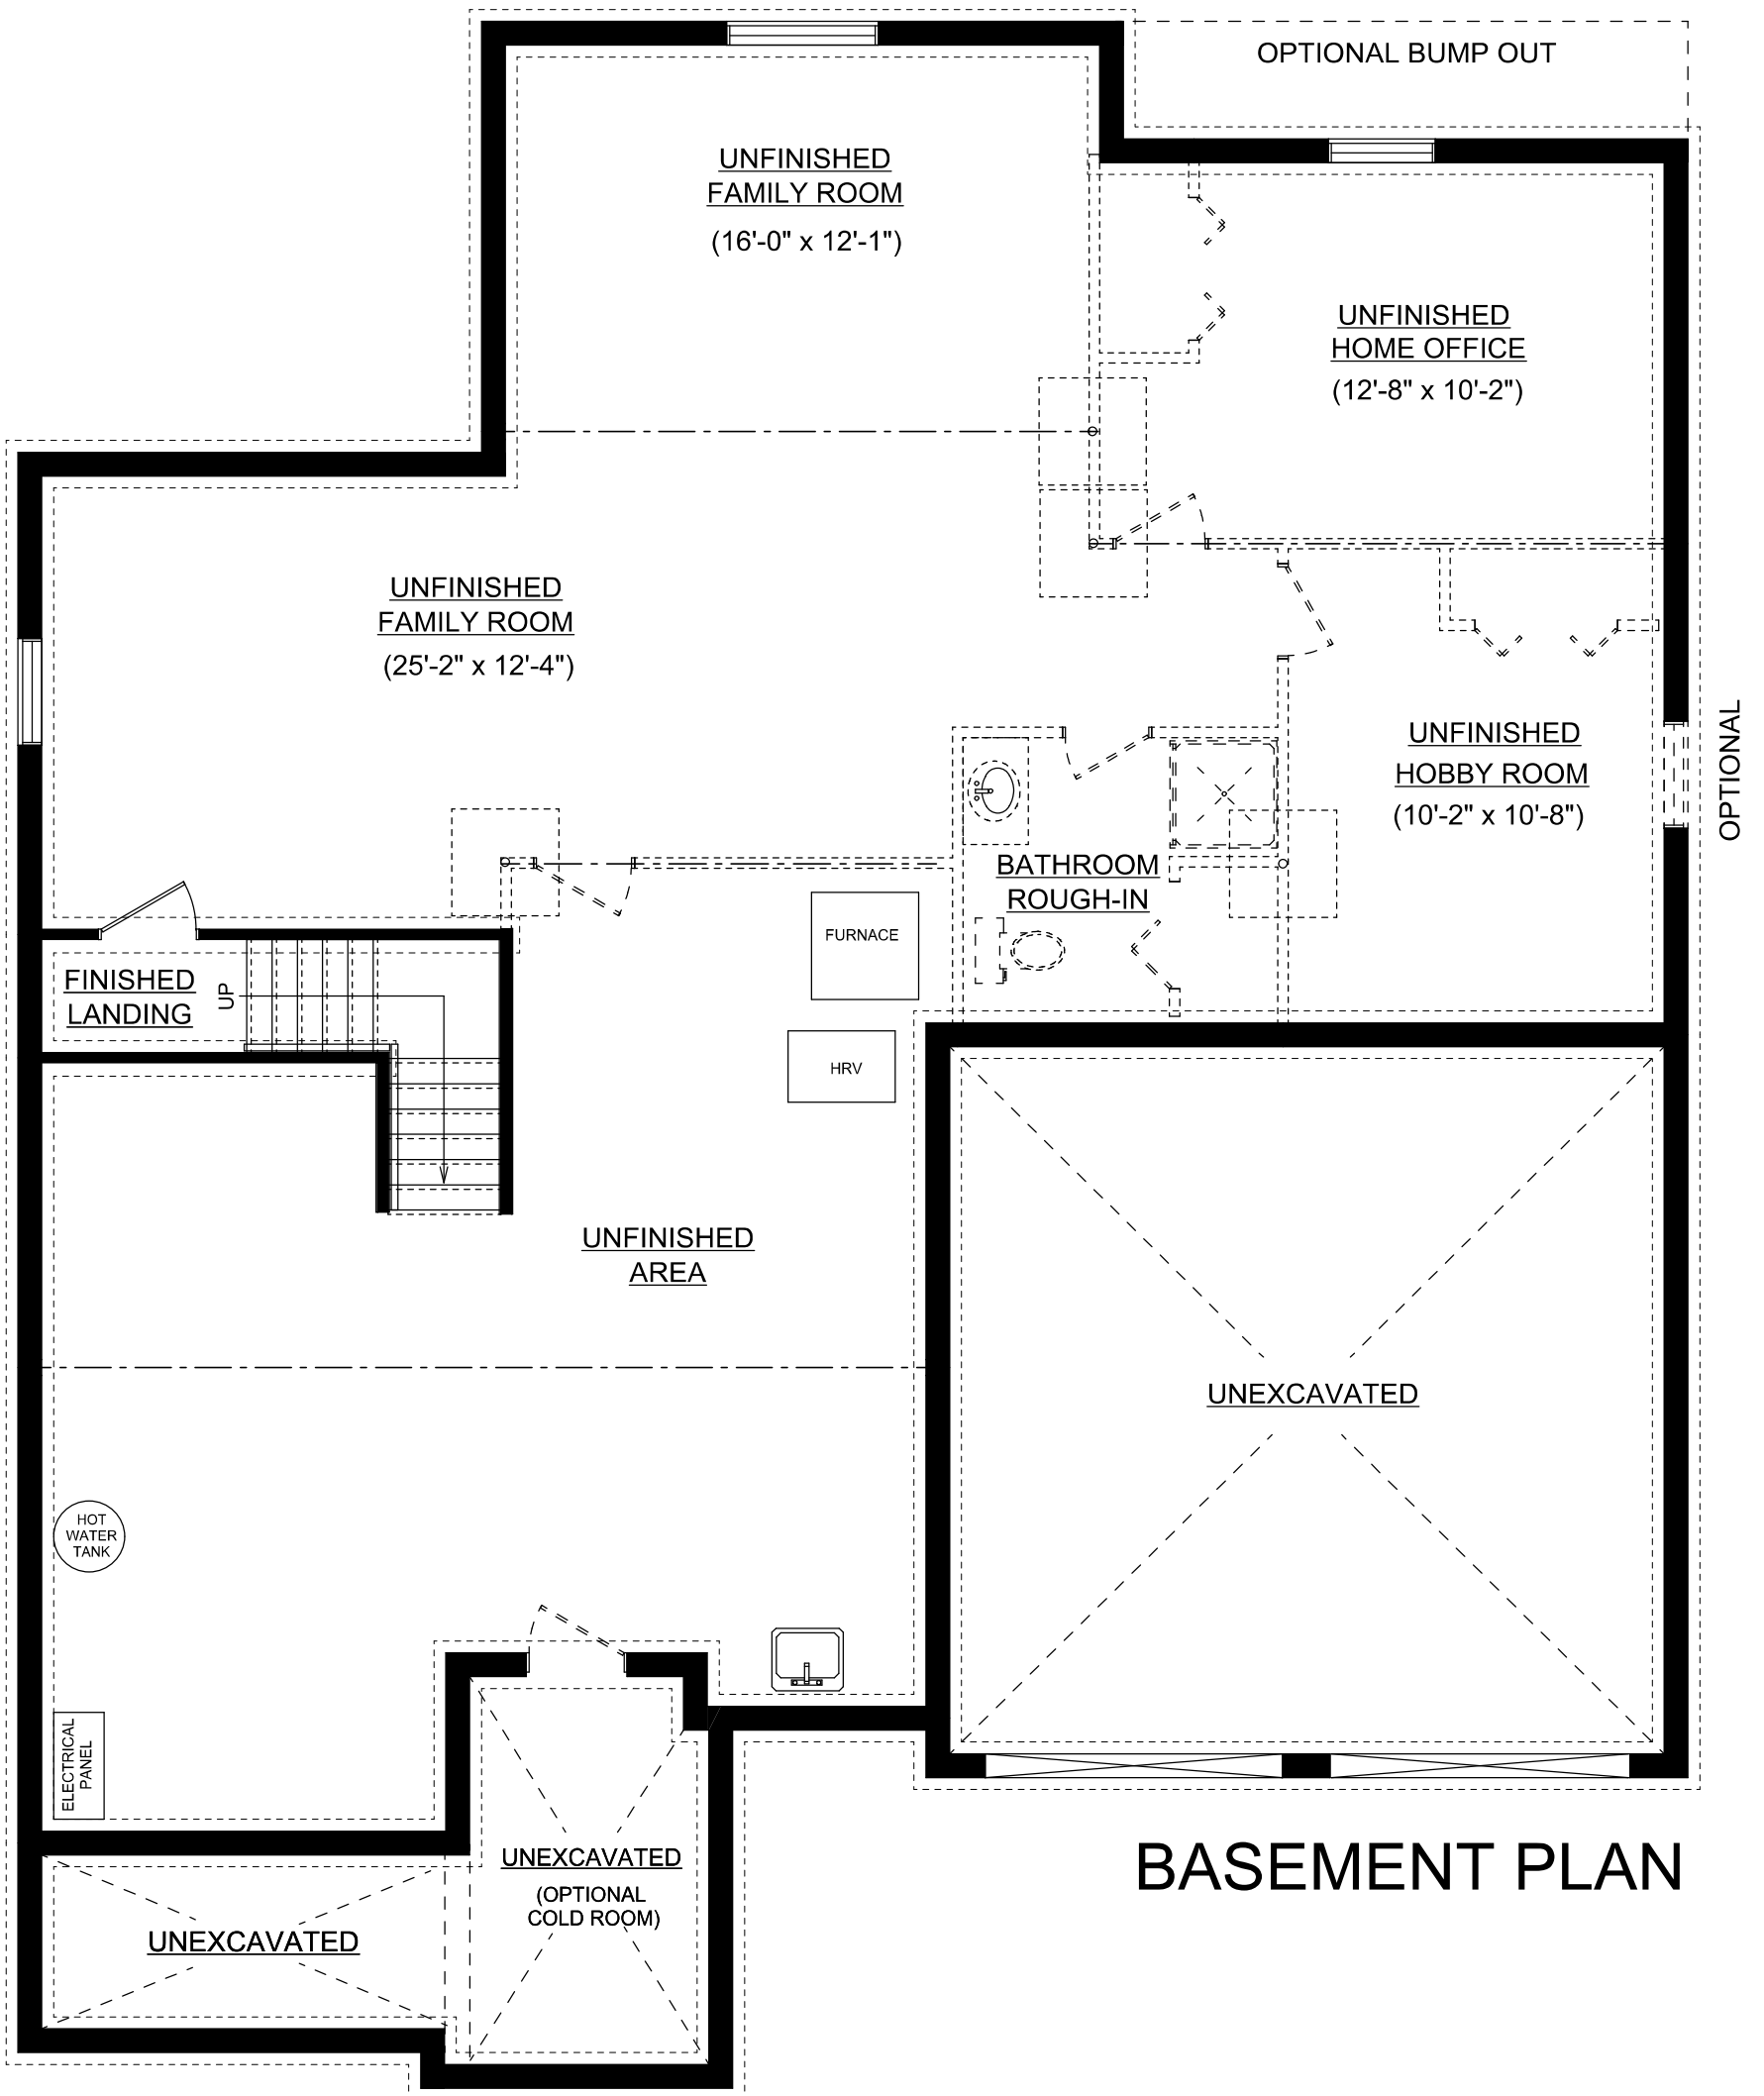 OPTIONAL BUMP OUT
UNFINISHED
FAMILY ROOM
(16'-0" x 12'-1")
UNFINISHED
HOME OFFICE
(12'-8" x 10'-2")
UNFINISHED
FAMILY ROOM
(25'-2" x 12'-4")
UNFINISHED
HOBBY ROOM
(10'-2" x 10'-8")
OPTIONAL
BATHROOM
ROUGH-IN
FURNACE
FINISHED
LANDING
UP
HRV
UNFINISHED
AREA
UNEXCAVATED
HOT
WATER
TANK
ELECTRICAL
PANEL
UNEXCAVATED
(OPTIONAL
COLD ROOM)
UNEXCAVATED
BASEMENT PLAN